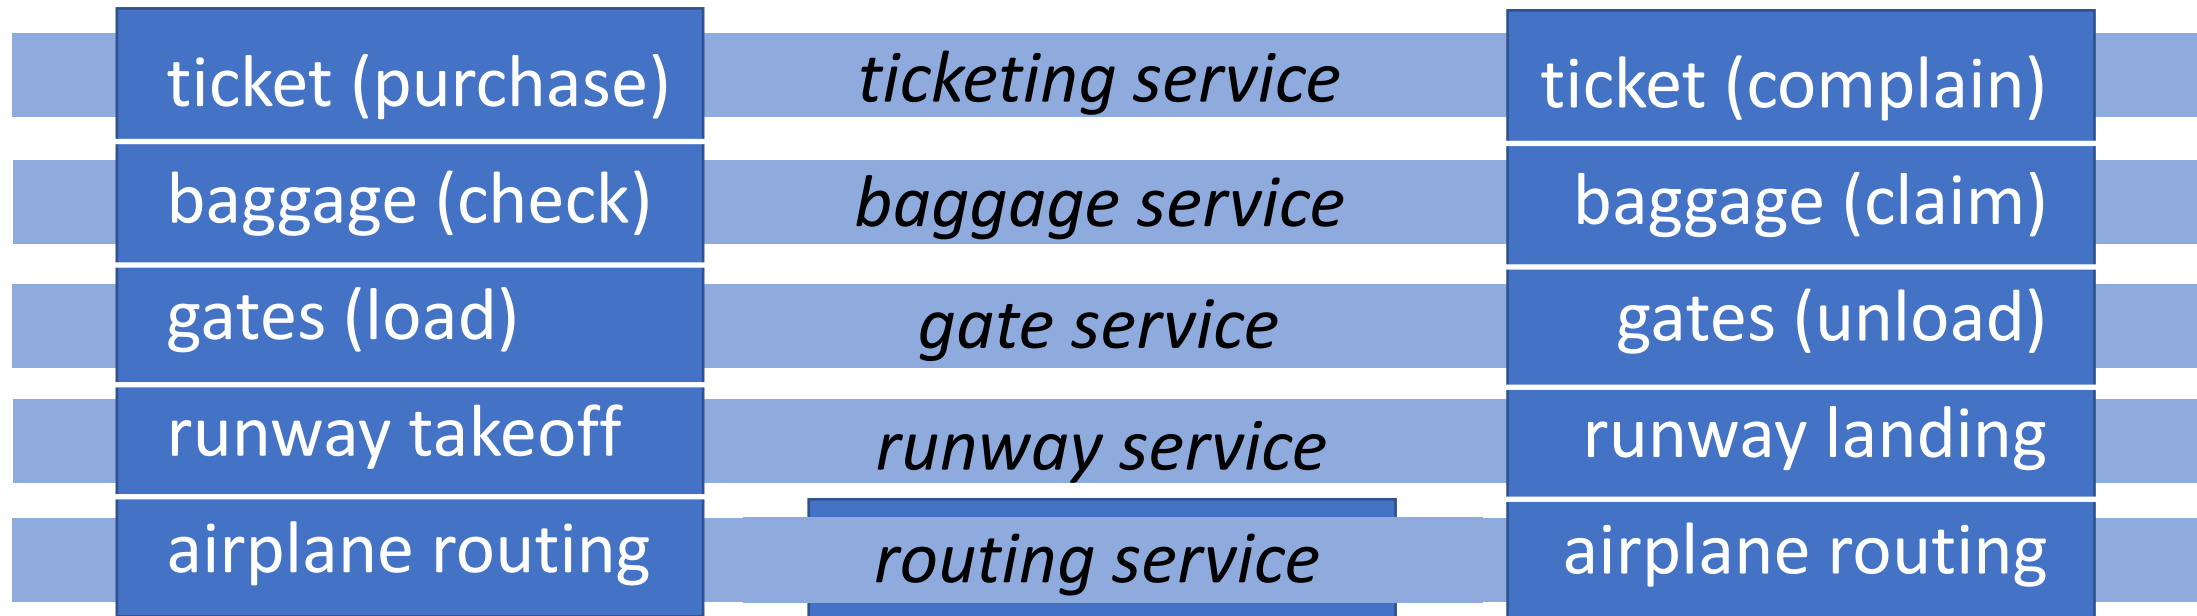 ticket (purchase) ticketing service ticket (complain)
baggage (check) baggage service baggage (claim)
gates (load) gate service gates (unload)
runway takeoff runway service runway landing
airplane routing routing service airplane routing